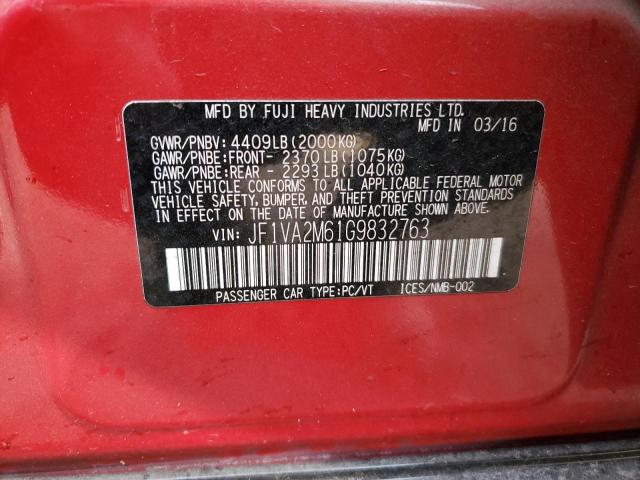 MFD BY FUJI HEAVY INDUSTRIES LTD.
MFD IN 03/16
GVWR/PNBV: 4409LB(2000KG)
GAWR/PNBE:FRONT- 2370LB(1075KG)
GAWR/PNBE:REAR - 2293LB(1040KG)
THIS VEHICLE CONFORMS TO ALL APPLICABLE FEDERAL MOTOR
VEHICLE SAFETY, BUMPER, AND THEFT PREVENTION STANDARDS
IN EFFECT ON THE DATE OF MANUFACTURE SHOWN ABOVE.
VIN: JF1VA2M61G9832763
PASSENGER CAR TYPE:PC/VT ICES/NMB-002